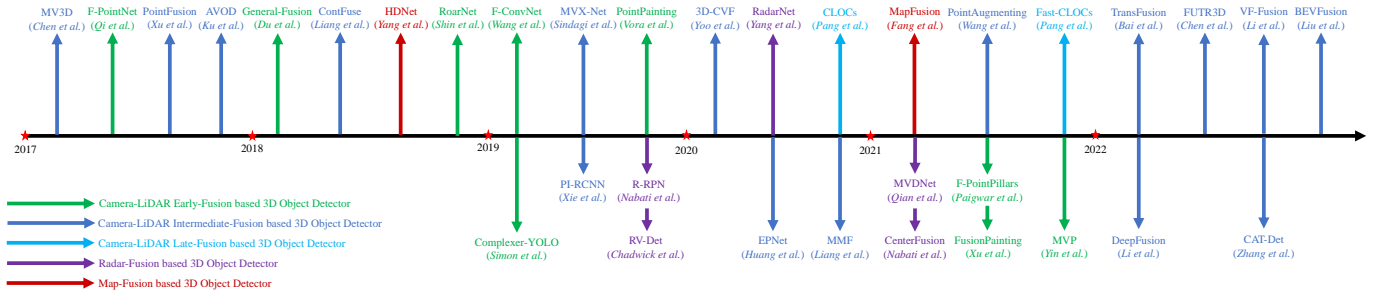 MV3D
(Chen et al.)
F-PointNet
(Qi et al.)
PointFusion
(Xu et al.)
AVOD
(Ku et al.)
General-Fusion
(Du et al.)
ContFuse
(Liang et al.)
HDNet
(Yang et al.)
RoarNet
(Shin et al.)
F-ConvNet
(Wang et al.)
MVX-Net
(Sindagi et al.)
PointPainting
(Vora et al.)
3D-CVF
(Yoo et al.)
RadarNet
(Yang et al.)
CLOCs
(Pang et al.)
MapFusion
(Fang et al.)
PointAugmenting
(Wang et al.)
Fast-CLOCs
(Pang et al.)
TransFusion
(Bai et al.)
FUTR3D
(Chen et al.)
VF-Fusion
(Li et al.)
BEVFusion
(Liu et al.)
2017
2018
2019
2020
2021
2022
PI-RCNN
(Xie et al.)
R-RPN
(Nabati et al.)
MVDNet
(Qian et al.)
F-PointPillars
(Paigwar et al.)
Complexer-YOLO
(Simon et al.)
RV-Det
(Chadwick et al.)
EPNet
(Huang et al.)
MMF
(Liang et al.)
CenterFusion
(Nabati et al.)
FusionPainting
(Xu et al.)
MVP
(Yin et al.)
DeepFusion
(Li et al.)
CAT-Det
(Zhang et al.)
Camera-LiDAR Early-Fusion based 3D Object Detector
Camera-LiDAR Intermediate-Fusion based 3D Object Detector
Camera-LiDAR Late-Fusion based 3D Object Detector
Radar-Fusion based 3D Object Detector
Map-Fusion based 3D Object Detector